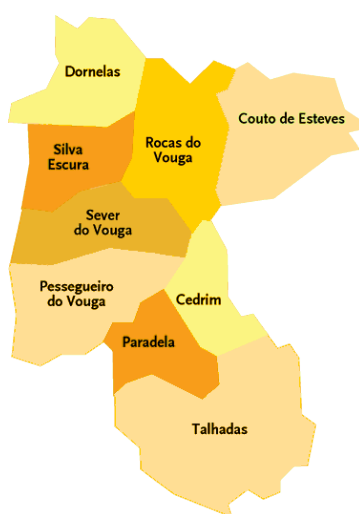 Dornelas
Couto de Esteves
Rocas do
Vouga
Silva
Escura
Sever
do Vouga
Pessegueiro
do Vouga
Cedrim
Paradela
Talhadas